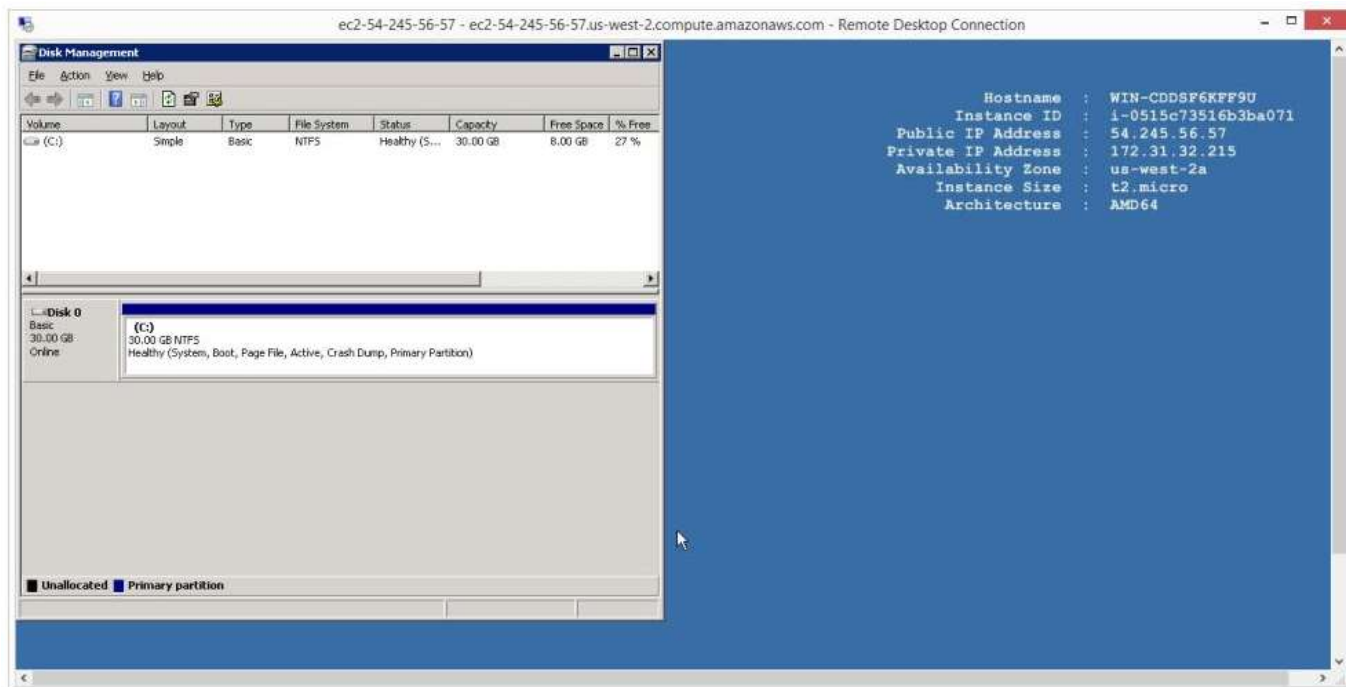 ec2-54-245-56-57 - ec2-54-245-56-57.us-west-2.compute.amazonaws.com - Remote Desktop Connection
Disk Management
File Action View Help
Volume Layout Type File System Status Capacity Free Space % Free
(C:) Simple Basic NTFS Healthy (S... 30.00 GB 8.00 GB 27 %
Disk 0
Basic
30.00 GB
Online
(C:)
30.00 GB NTFS
Healthy (System, Boot, Page File, Active, Crash Dump, Primary Partition)
Unallocated Primary partition
Hostname : WIN-CDDSF6KFF9U
Instance ID : i-0515c73516b3ba071
Public IP Address : 54.245.56.57
Private IP Address : 172.31.32.215
Availability Zone : us-west-2a
Instance Size : t2.micro
Architecture : AMD64